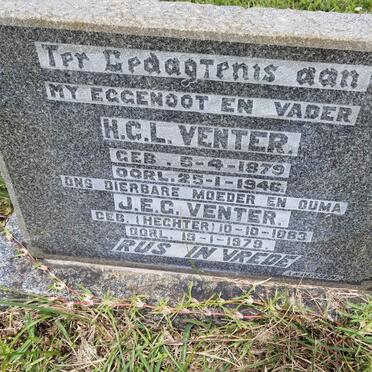 Ter Gedagtenis aan
MY EGGENOOT EN VADER
H.C.L. VENTER.
GEB. 5-4-1879
OORL. 25-1-1946.
ONS DIERBARE MOEDER EN OUMA
J.E.C. VENTER
GEB. (HECHTER) 10-10-1883
OORL. 19-1-1979.
RUS IN VREDE